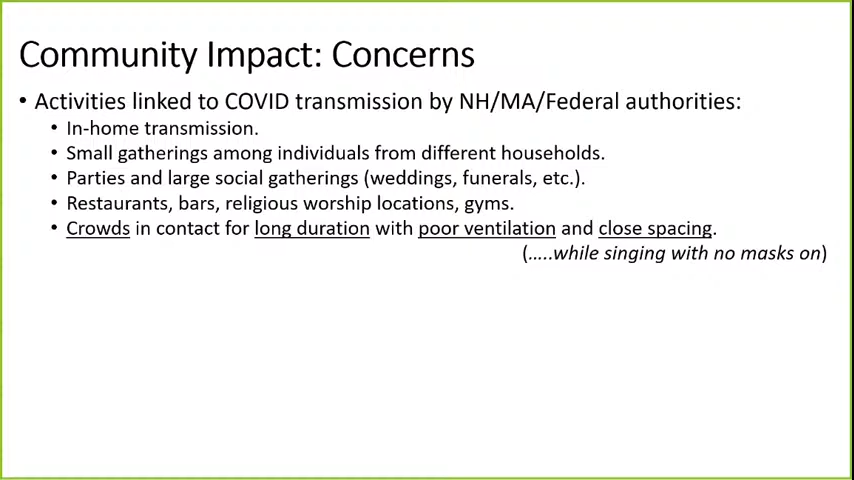 Community Impact: Concerns
• Activities linked to COVID transmission by NH/MA/Federal authorities:
• In-home transmission.
• Small gatherings among individuals from different households.
• Parties and large social gatherings (weddings, funerals, etc.).
• Restaurants, bars, religious worship locations, gyms.
• Crowds in contact for long duration with poor ventilation and close spacing.
(…..while singing with no masks on)